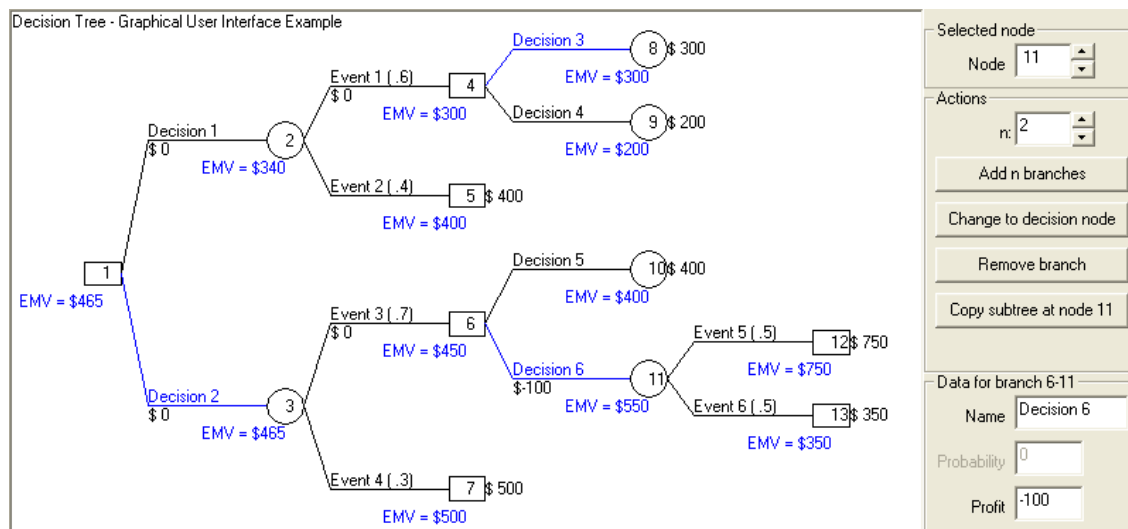 Decision Tree - Graphical User Interface Example
Decision 3
8
$ 300
EMV = $300
Event 1 (.6)
$ 0
4
EMV = $300
Decision 4
9
$ 200
EMV = $200
Decision 1
$ 0
2
EMV = $340
Event 2 (.4)
5
$ 400
EMV = $400
1
EMV = $465
Decision 5
10
$ 400
EMV = $400
Event 3 (.7)
$ 0
6
EMV = $450
Decision 6
$-100
11
EMV = $550
Event 5 (.5)
12
$ 750
EMV = $750
Event 6 (.5)
13
$ 350
EMV = $350
Decision 2
$ 0
3
EMV = $465
Event 4 (.3)
7
$ 500
EMV = $500
Selected node
Node 11
Actions
n: 2
Add n branches
Change to decision node
Remove branch
Copy subtree at node 11
Data for branch 6-11
Name Decision 6
Probability 0
Profit -100